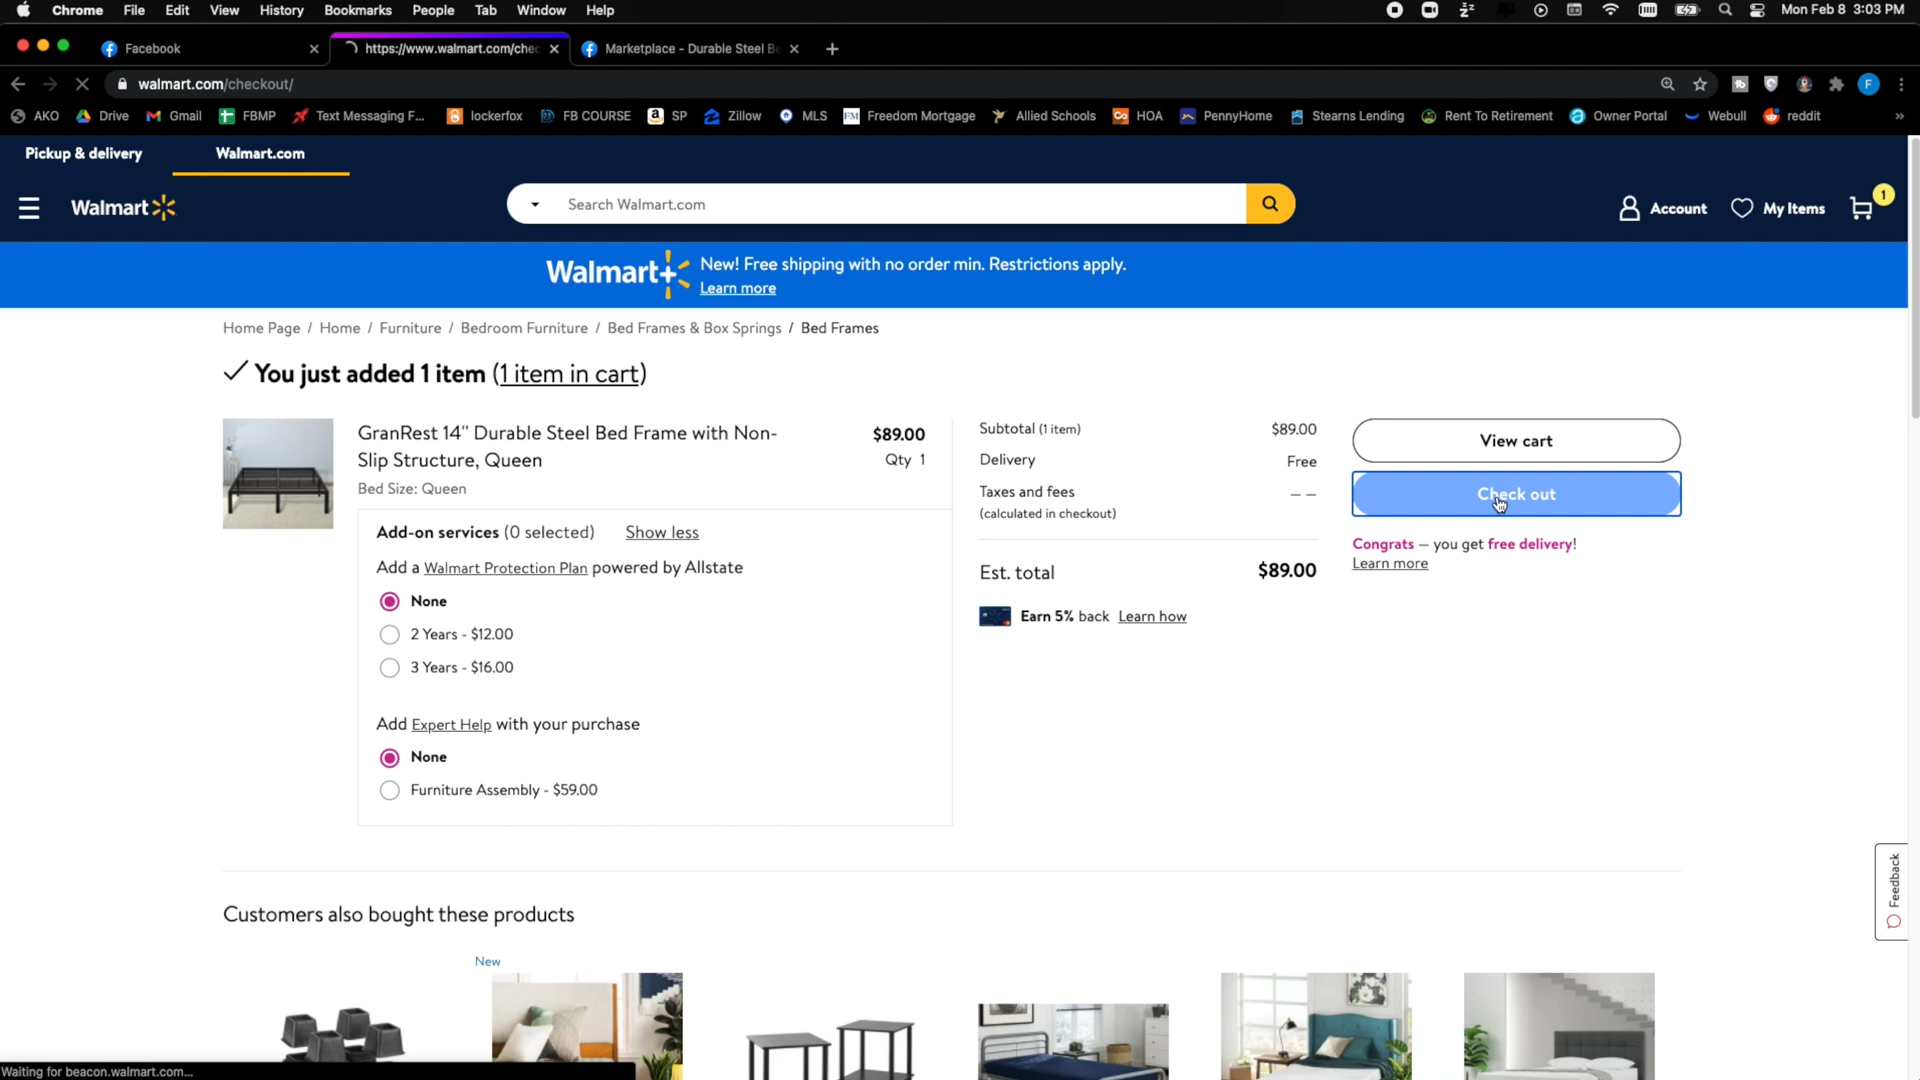 Chrome File Edit View History Bookmarks People Tab Window Help Mon Feb 8 3:03 PM
Facebook https://www.walmart.com/chec Marketplace - Durable Steel Be
walmart.com/checkout/ F
AKO Drive Gmail FBMP Text Messaging F... lockerfox FB COURSE SP Zillow MLS FM Freedom Mortgage Allied Schools HOA PennyHome Stearns Lending Rent To Retirement Owner Portal Webull reddit »
Pickup & delivery Walmart.com
Walmart Search Walmart.com Account My Items 1
Walmart+ New! Free shipping with no order min. Restrictions apply.
Learn more
Home Page / Home / Furniture / Bedroom Furniture / Bed Frames & Box Springs / Bed Frames
You just added 1 item (1 item in cart)
GranRest 14" Durable Steel Bed Frame with Non-
Slip Structure, Queen
$89.00
Qty 1
Bed Size: Queen
Add-on services (0 selected) Show less
Add a Walmart Protection Plan powered by Allstate
None
2 Years - $12.00
3 Years - $16.00
Add Expert Help with your purchase
None
Furniture Assembly - $59.00
Subtotal (1 item) $89.00
Delivery Free
Taxes and fees – –
(calculated in checkout)
Est. total $89.00
Earn 5% back Learn how
View cart
Check out
Congrats – you get free delivery!
Learn more
Feedback
Customers also bought these products
New
Waiting for beacon.walmart.com...